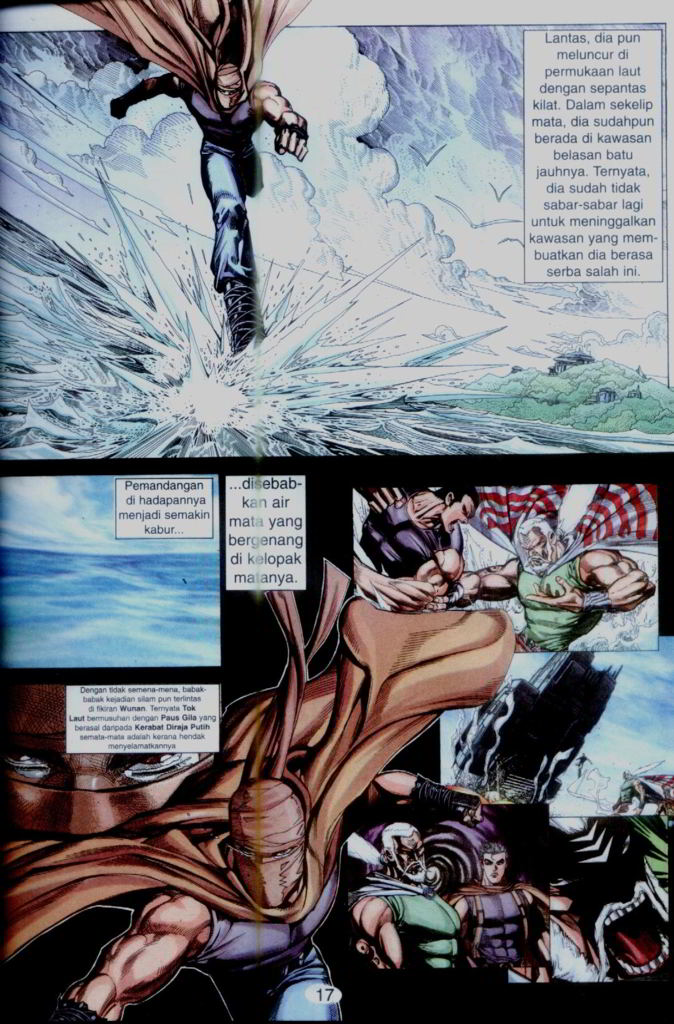 Lantas, dia pun
meluncur di
permukaan laut
dengan sepantas
kilat. Dalam sekelip
mata, dia sudahpun
berada di kawasan
belasan batu
jauhnya. Ternyata,
dia sudah tidak
sabar-sabar lagi
untuk meninggalkan
kawasan yang mem-
buatkan dia berasa
serba salah ini.
Pemandangan
di hadapannya
menjadi semakin
kabur...
...disebab-
kan air
mata yang
bergenang
di kelopak
matanya.
Dengan tidak semena-mena, babak-
babak kejadian silam pun terlintas
di fikiran Wunan. Ternyata Tok
Laut bermusuhan dengan Paus Gila yang
berasal daripada Kerabat Diraja Putih
semata-mata adalah kerana hendak
menyelamatkannya
17